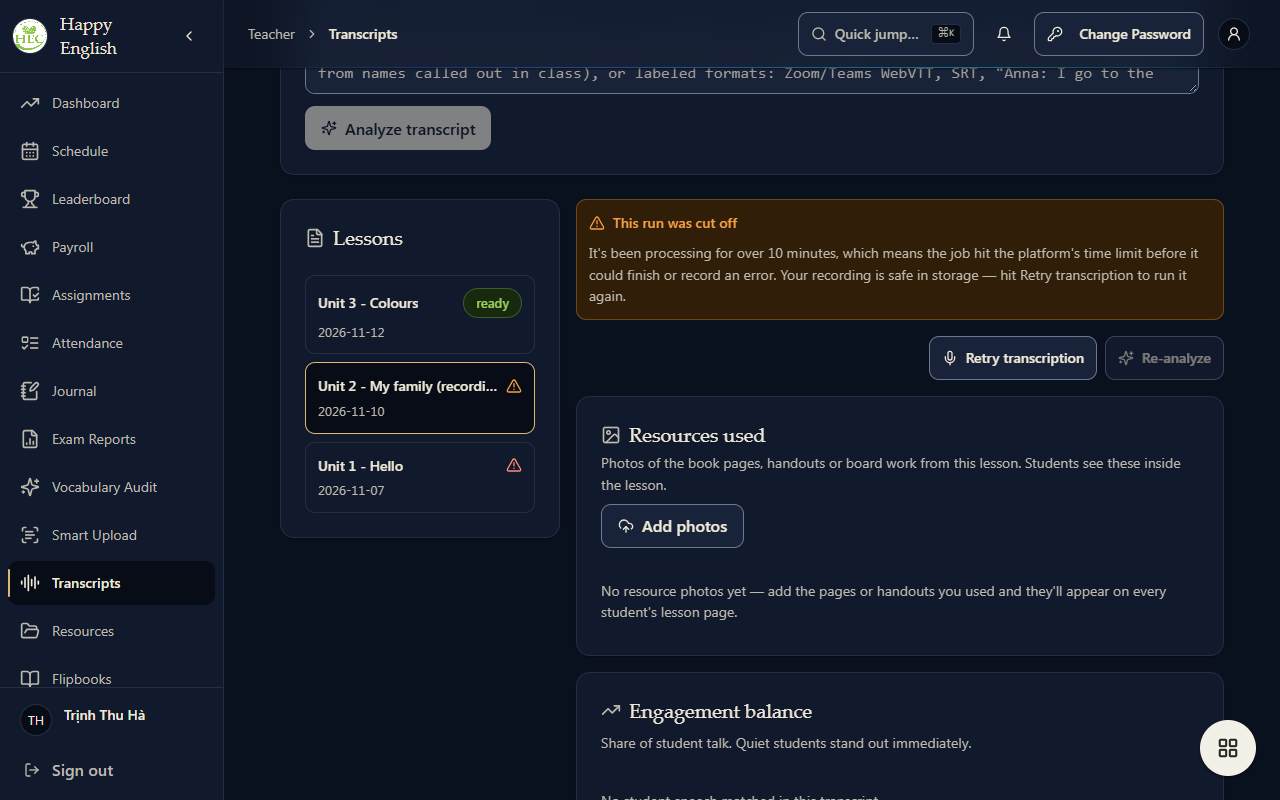 HEC
Happy
English
Dashboard
Schedule
Leaderboard
Payroll
Assignments
Attendance
Journal
Exam Reports
Vocabulary Audit
Smart Upload
Transcripts
Resources
Flipbooks
TH
Trịnh Thu Hà
Sign out
Teacher
Transcripts
Quick jump...
⌘K
Change Password
from names called out in class), or labeled formats: Zoom/Teams WebVTT, SRT, "Anna: I go to the
Analyze transcript
Lessons
Unit 3 - Colours
ready
2026-11-12
Unit 2 - My family (recordi...
2026-11-10
Unit 1 - Hello
2026-11-07
This run was cut off
It's been processing for over 10 minutes, which means the job hit the platform's time limit before it
could finish or record an error. Your recording is safe in storage — hit Retry transcription to run it
again.
Retry transcription
Re-analyze
Resources used
Photos of the book pages, handouts or board work from this lesson. Students see these inside
the lesson.
Add photos
No resource photos yet — add the pages or handouts you used and they'll appear on every
student's lesson page.
Engagement balance
Share of student talk. Quiet students stand out immediately.
No student speech matched in this transcript